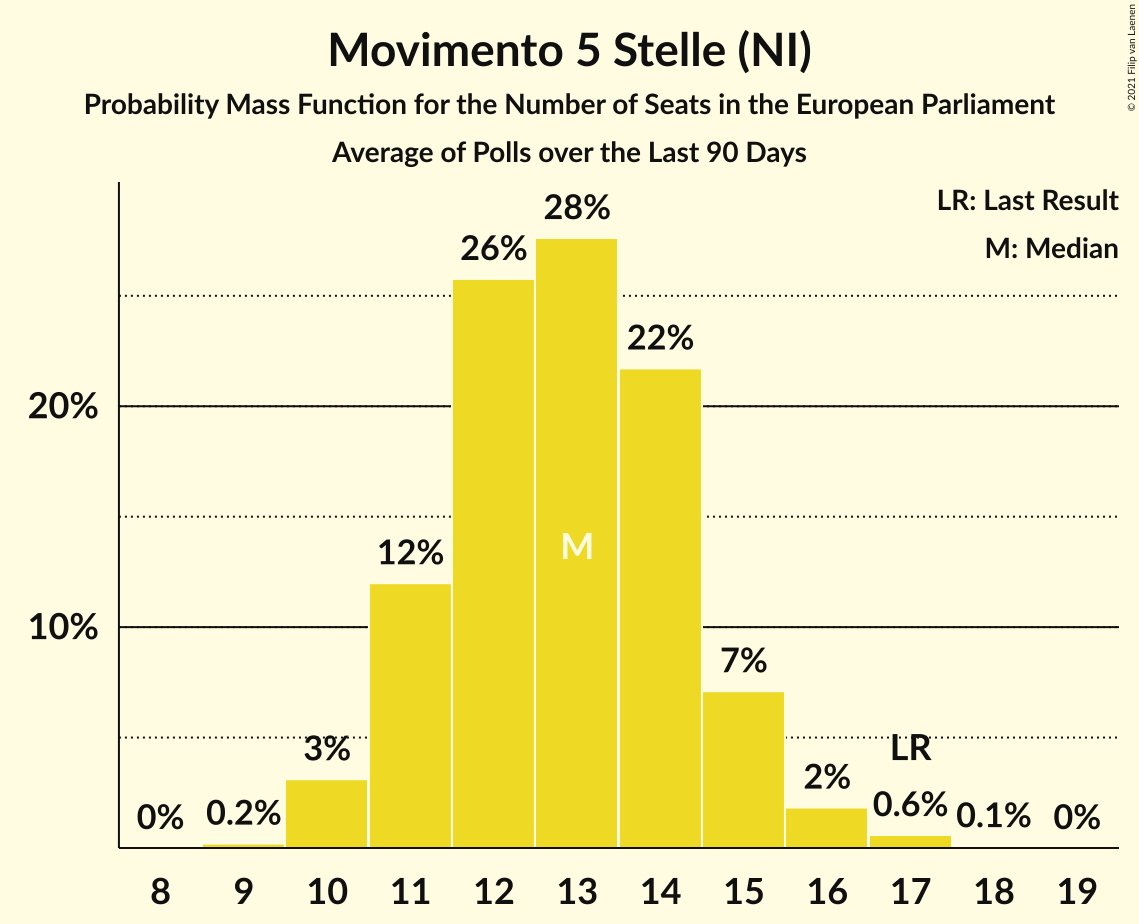 Movimento 5 Stelle (NI)
Probability Mass Function for the Number of Seats in the European Parliament
Average of Polls over the Last 90 Days
© 2021 Filip van Laenen
LR: Last Result
M: Median
28%
26%
22%
20%
12%
M
10%
7%
3%
LR
2%
0% 0.2% 0.6% 0.1% 0%
8 9 10 11 12 13 14 15 16 17 18 19